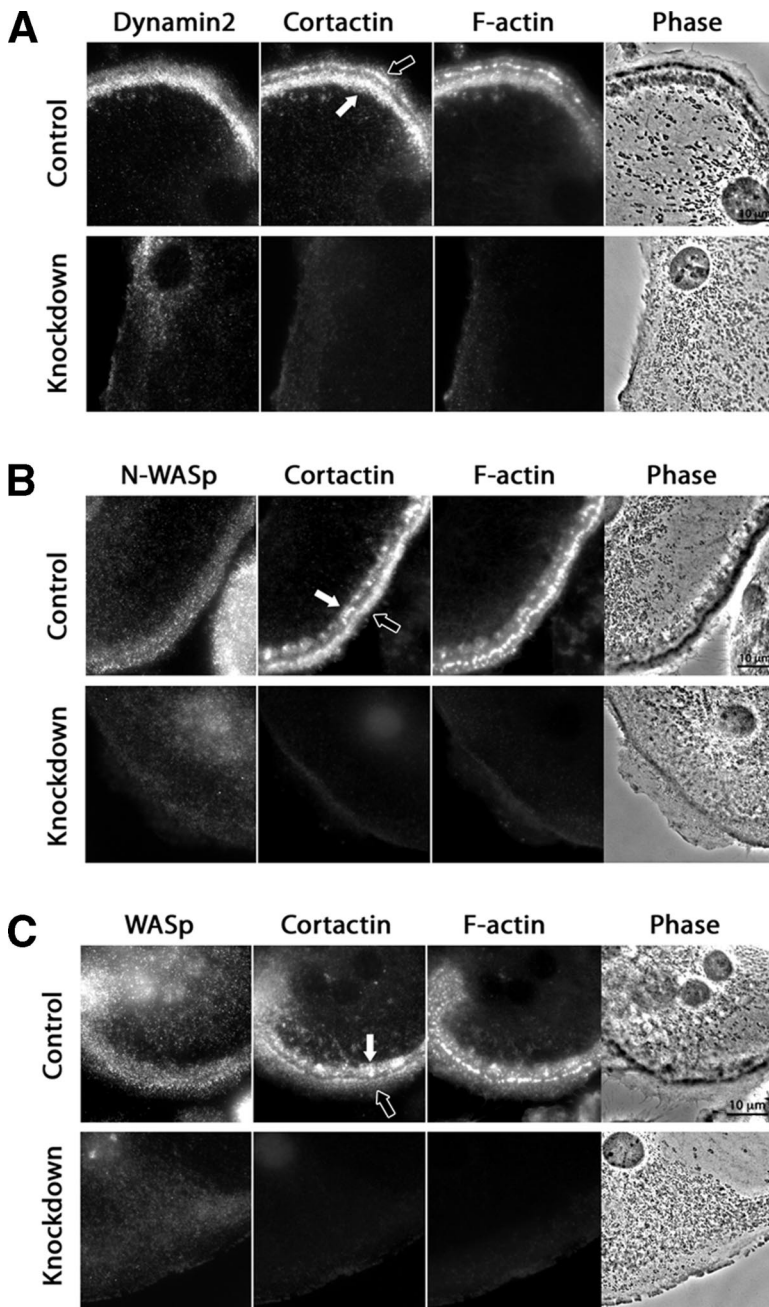 A
Dynamin2 Cortactin F-actin Phase
Control
10 µm
Knockdown
B
N-WASp Cortactin F-actin Phase
Control
10 µm
Knockdown
C
WASp Cortactin F-actin Phase
Control
10 µm
Knockdown